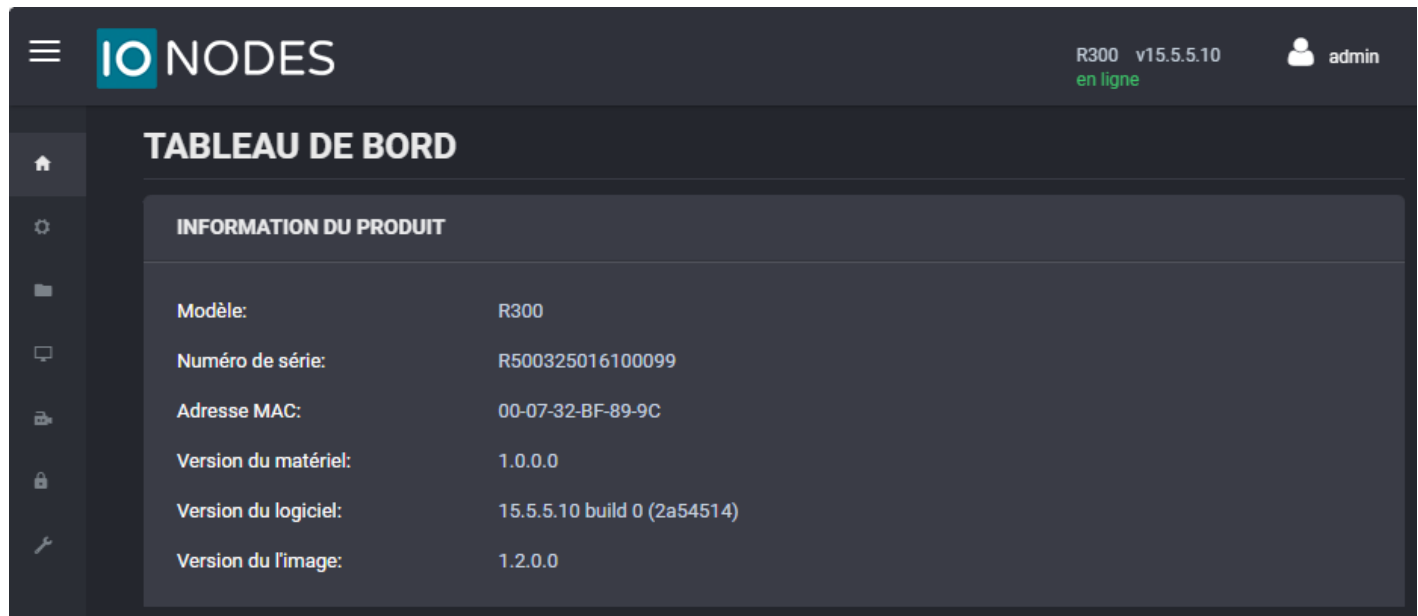 IO NODES
R300 v15.5.5.10
en ligne
admin
TABLEAU DE BORD
INFORMATION DU PRODUIT
Modèle: R300
Numéro de série: R500325016100099
Adresse MAC: 00-07-32-BF-89-9C
Version du matériel: 1.0.0.0
Version du logiciel: 15.5.5.10 build 0 (2a54514)
Version du l'image: 1.2.0.0